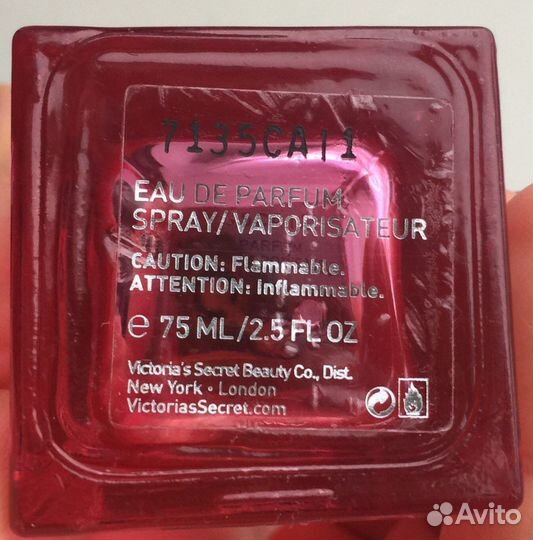 7135CA11
EAU DE PARFUM
SPRAY/VAPORISATEUR
CAUTION: Flammable.
ATTENTION: Inflammable.
e 75 ML/2.5 FL OZ
Victoria's Secret Beauty Co., Dist.
New York • London
VictoriasSecret.com
Avito